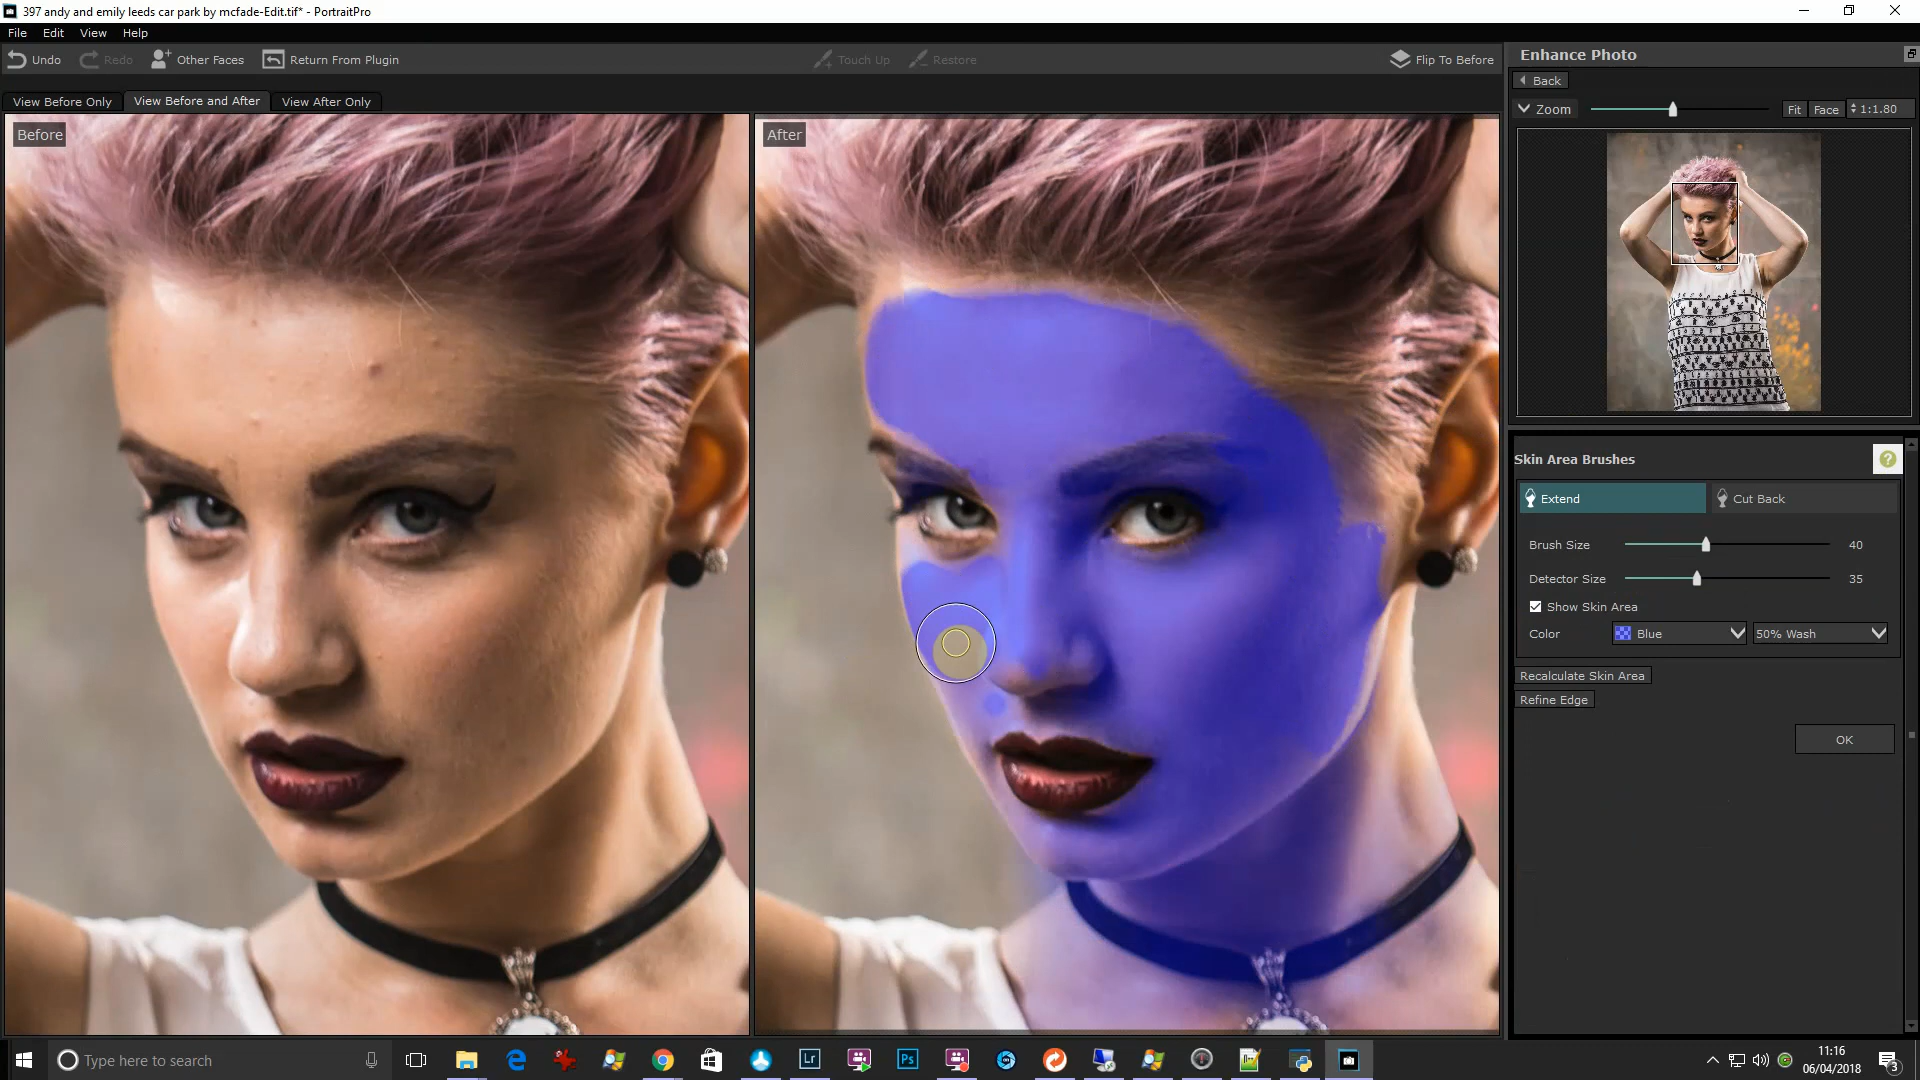 397 andy and emily leeds car park by mcfade-Edit.tif* - PortraitPro
File Edit View Help
Undo Redo Other Faces Return From Plugin Touch Up Restore Flip To Before
View Before Only View Before and After View After Only
Before
After
Enhance Photo
Back
Zoom Fit Face 1:1.80
Skin Area Brushes ?
Extend Cut Back
Brush Size 40
Detector Size 35
Show Skin Area
Color Blue 50% Wash
Recalculate Skin Area
Refine Edge
OK
Type here to search
Lr
Ps
11:16
06/04/2018
3